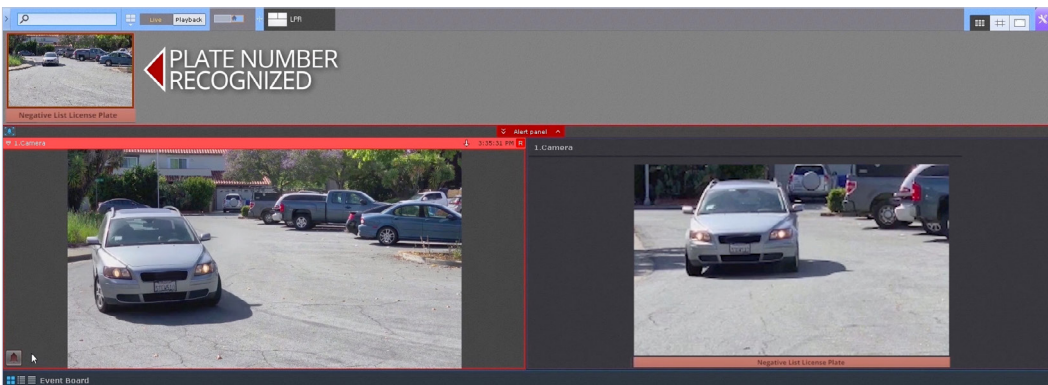 Live
Playback
LPR
PLATE NUMBER
RECOGNIZED
Negative List License Plate
Alert panel
1.Camera
3:35:31 PM R
1.Camera
Negative List License Plate
Event Board